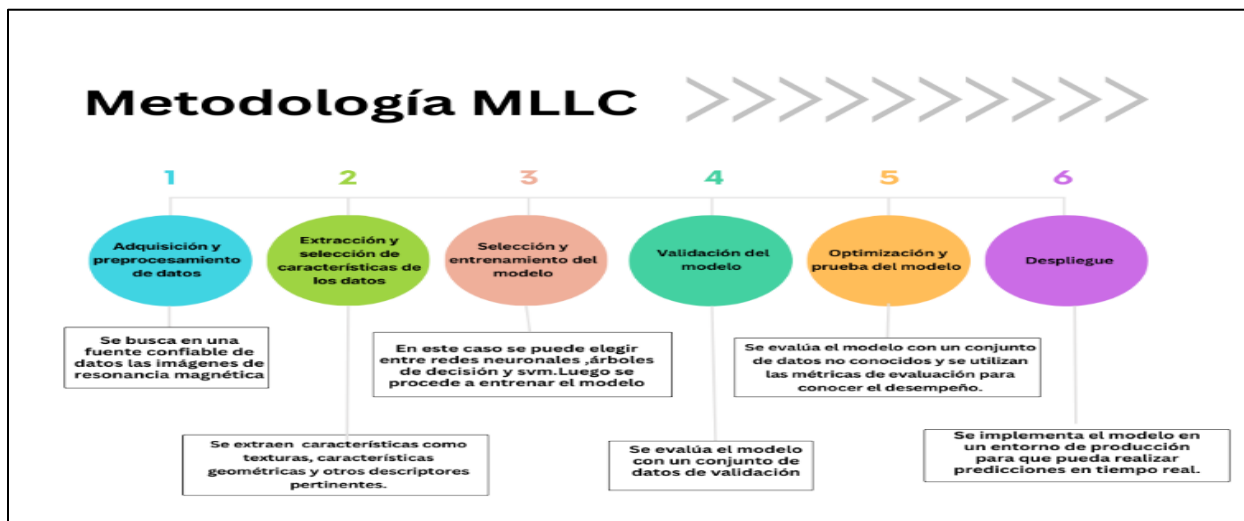 Metodología MLLC
1
2
3
4
5
6
Adquisición y
preprocesamiento
de datos
Extracción y
selección de
características de
los datos
Selección y
entrenamiento del
modelo
Validación del
modelo
Optimización y
prueba del modelo
Despliegue
Se busca en una
fuente confiable de
datos las imágenes de
resonancia magnética
Se extraen características como
texturas, características
geométricas y otros descriptores
pertinentes.
En este caso se puede elegir
entre redes neuronales ,árboles
de decisión y svm.Luego se
procede a entrenar el modelo
Se evalúa el modelo
con un conjunto de
datos de validación
Se evalúa el modelo con un conjunto
de datos no conocidos y se utilizan
las métricas de evaluación para
conocer el desempeño.
Se implementa el modelo en
un entorno de producción
para que pueda realizar
predicciones en tiempo real.